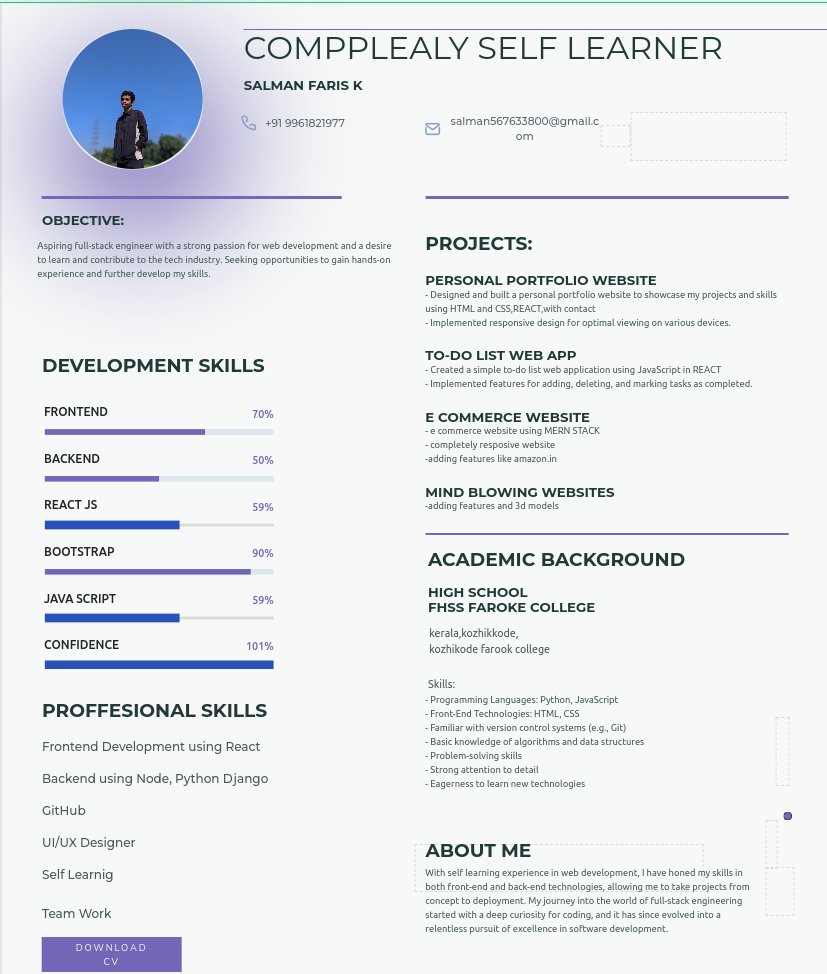 COMPPLEALY SELF LEARNER
SALMAN FARIS K
+91 9961821977
salman567633800@gmail.c
om
OBJECTIVE:
Aspiring full-stack engineer with a strong passion for web development and a desire
to learn and contribute to the tech industry. Seeking opportunities to gain hands-on
experience and further develop my skills.
DEVELOPMENT SKILLS
FRONTEND 70%
BACKEND 50%
REACT JS 59%
BOOTSTRAP 90%
JAVA SCRIPT 59%
CONFIDENCE 101%
PROFFESIONAL SKILLS
Frontend Development using React
Backend using Node, Python Django
GitHub
UI/UX Designer
Self Learnig
Team Work
DOWNLOAD
CV
PROJECTS:
PERSONAL PORTFOLIO WEBSITE
- Designed and built a personal portfolio website to showcase my projects and skills
using HTML and CSS,REACT,with contact
- Implemented responsive design for optimal viewing on various devices.
TO-DO LIST WEB APP
- Created a simple to-do list web application using JavaScript in REACT
- Implemented features for adding, deleting, and marking tasks as completed.
E COMMERCE WEBSITE
- e commerce website using MERN STACK
- completely resposive website
-adding features like amazon.in
MIND BLOWING WEBSITES
-adding features and 3d models
ACADEMIC BACKGROUND
HIGH SCHOOL
FHSS FAROKE COLLEGE
kerala,kozhikkode,
kozhikode farook college
Skills:
- Programming Languages: Python, JavaScript
- Front-End Technologies: HTML, CSS
- Familiar with version control systems (e.g., Git)
- Basic knowledge of algorithms and data structures
- Problem-solving skills
- Strong attention to detail
- Eagerness to learn new technologies
ABOUT ME
With self learning experience in web development, I have honed my skills in
both front-end and back-end technologies, allowing me to take projects from
concept to deployment. My journey into the world of full-stack engineering
started with a deep curiosity for coding, and it has since evolved into a
relentless pursuit of excellence in software development.